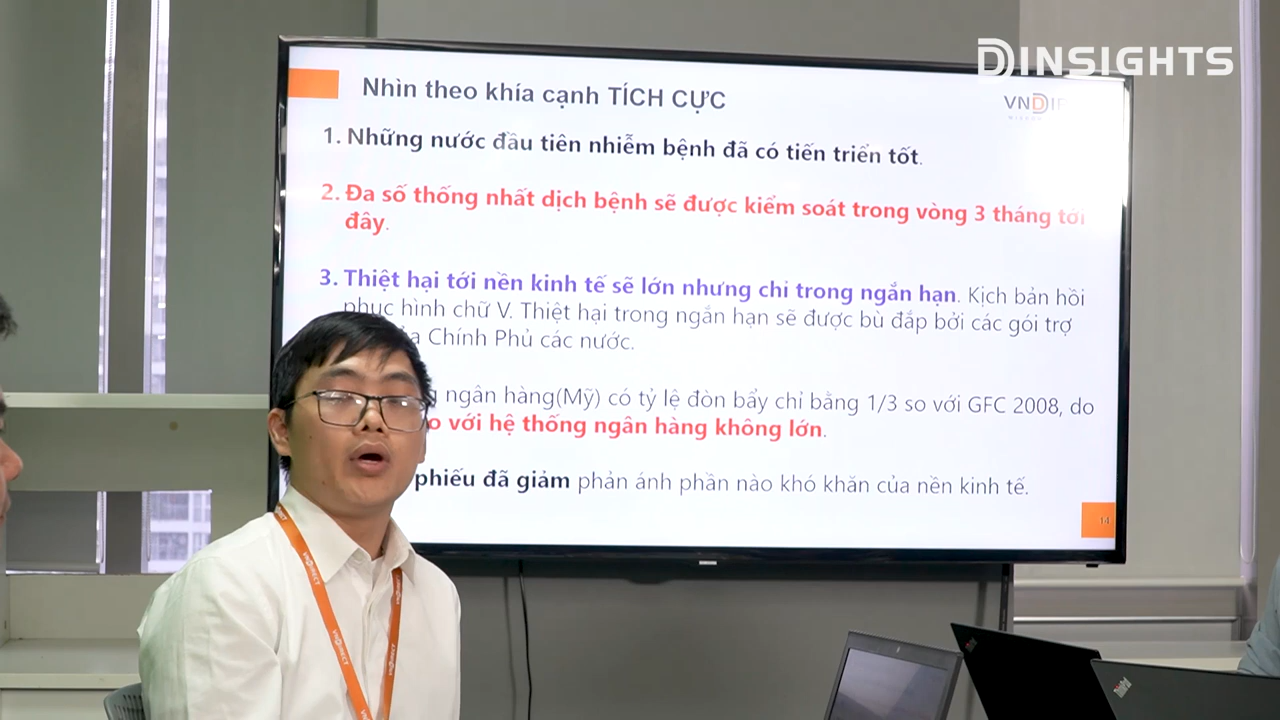 DINSIGHTS
Nhìn theo khía cạnh TÍCH CỰC
1. Những nước đầu tiên nhiễm bệnh đã có tiến triển tốt.
2. Đa số thống nhất dịch bệnh sẽ được kiểm soát trong vòng 3 tháng tới
đây.
3. Thiệt hại tới nền kinh tế sẽ lớn nhưng chỉ trong ngắn hạn. Kịch bản hồi
phục hình chữ V. Thiệt hại trong ngắn hạn sẽ được bù đắp bởi các gói trợ
Chính Phủ các nước.
ngân hàng(Mỹ) có tỷ lệ đòn bẩy chỉ bằng 1/3 so với GFC 2008, do
với hệ thống ngân hàng không lớn.
phiếu đã giảm phản ánh phần nào khó khăn của nền kinh tế.
14
SAMSUNG
VNDIRECT
VNDIRECT
ThinkPad